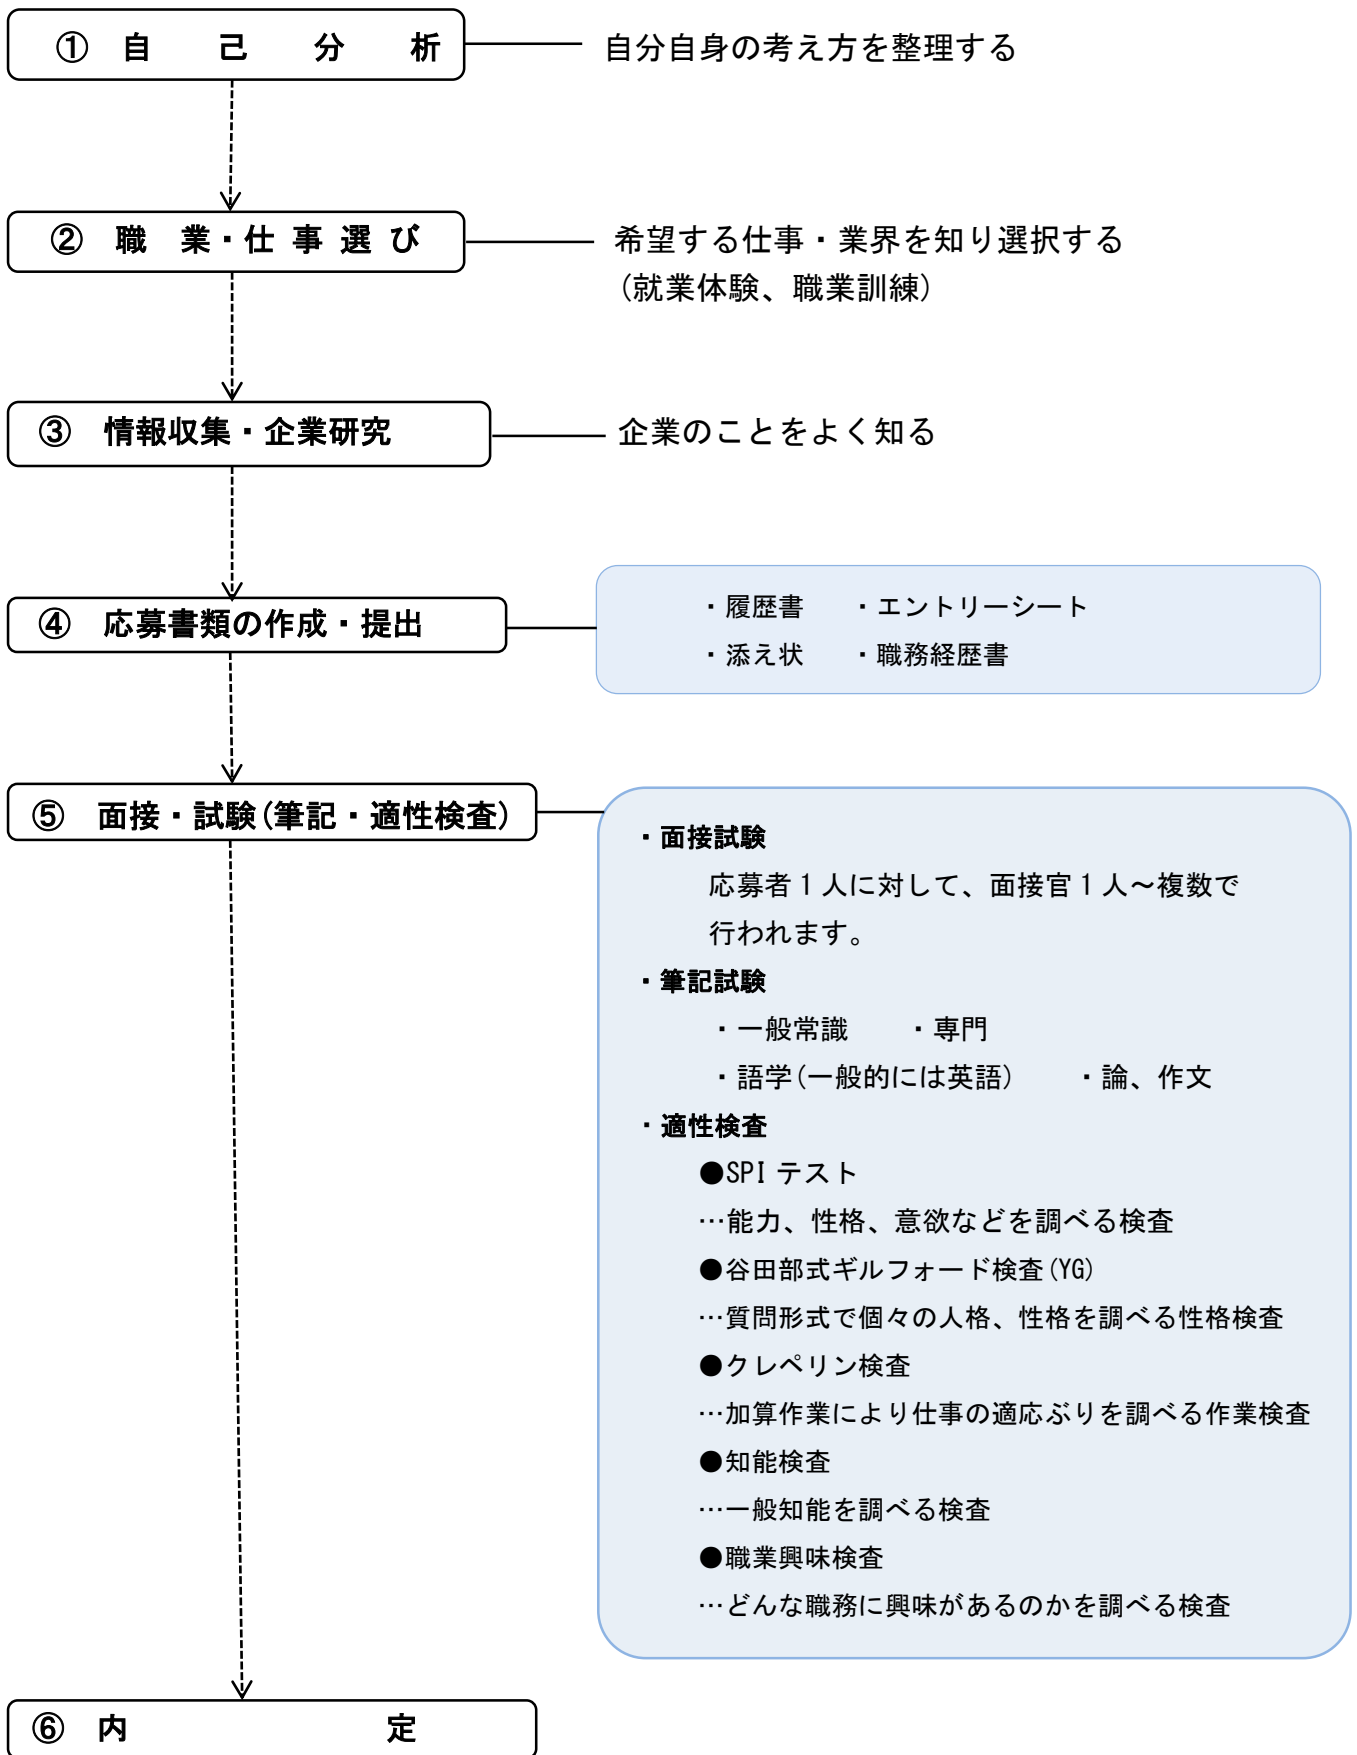 ① 自 己 分 析
自分自身の考え方を整理する
② 職 業・仕 事 選 び
希望する仕事・業界を知り選択する
(就業体験、職業訓練)
③ 情報収集・企業研究
企業のことをよく知る
④ 応募書類の作成・提出
・履歴書 ・エントリーシート
・添え状 ・職務経歴書
⑤ 面接・試験(筆記・適性検査)
・面接試験
応募者1人に対して、面接官1人～複数で
行われます。
・筆記試験
・一般常識 ・専門
・語学(一般的には英語) ・論、作文
・適性検査
●SPI テスト
…能力、性格、意欲などを調べる検査
●谷田部式ギルフォード検査(YG)
…質問形式で個々の人格、性格を調べる性格検査
●クレペリン検査
…加算作業により仕事の適応ぶりを調べる作業検査
●知能検査
…一般知能を調べる検査
●職業興味検査
…どんな職務に興味があるのかを調べる検査
⑥ 内 定